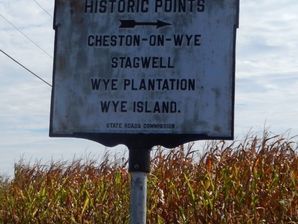 HISTORIC POINTS
CHESTON-ON-WYE
STAGWELL
WYE PLANTATION
WYE ISLAND.
STATE ROADS COMMISSION